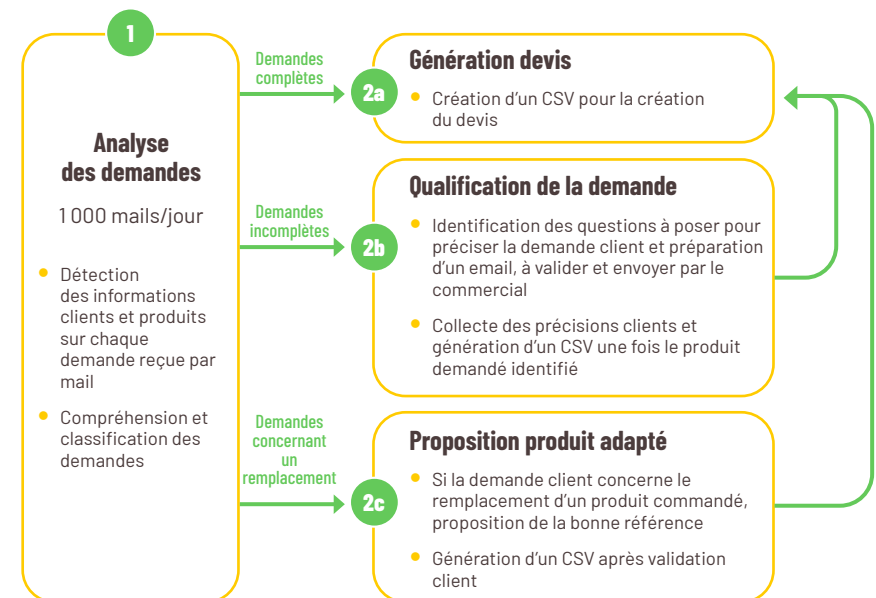 1
Analyse
des demandes
1 000 mails/jour
• Détection
des informations
clients et produits
sur chaque
demande reçue par
mail
• Compréhension et
classification des
demandes
Demandes
complètes
2a
Génération devis
• Création d’un CSV pour la création
du devis
Demandes
incomplètes
2b
Qualification de la demande
• Identification des questions à poser pour
préciser la demande client et préparation
d’un email, à valider et envoyer par le
commercial
• Collecte des précisions clients et
génération d’un CSV une fois le produit
demandé identifié
Demandes
concernant
un
remplacement
2c
Proposition produit adapté
• Si la demande client concerne le
remplacement d’un produit commandé,
proposition de la bonne référence
• Génération d’un CSV après validation
client